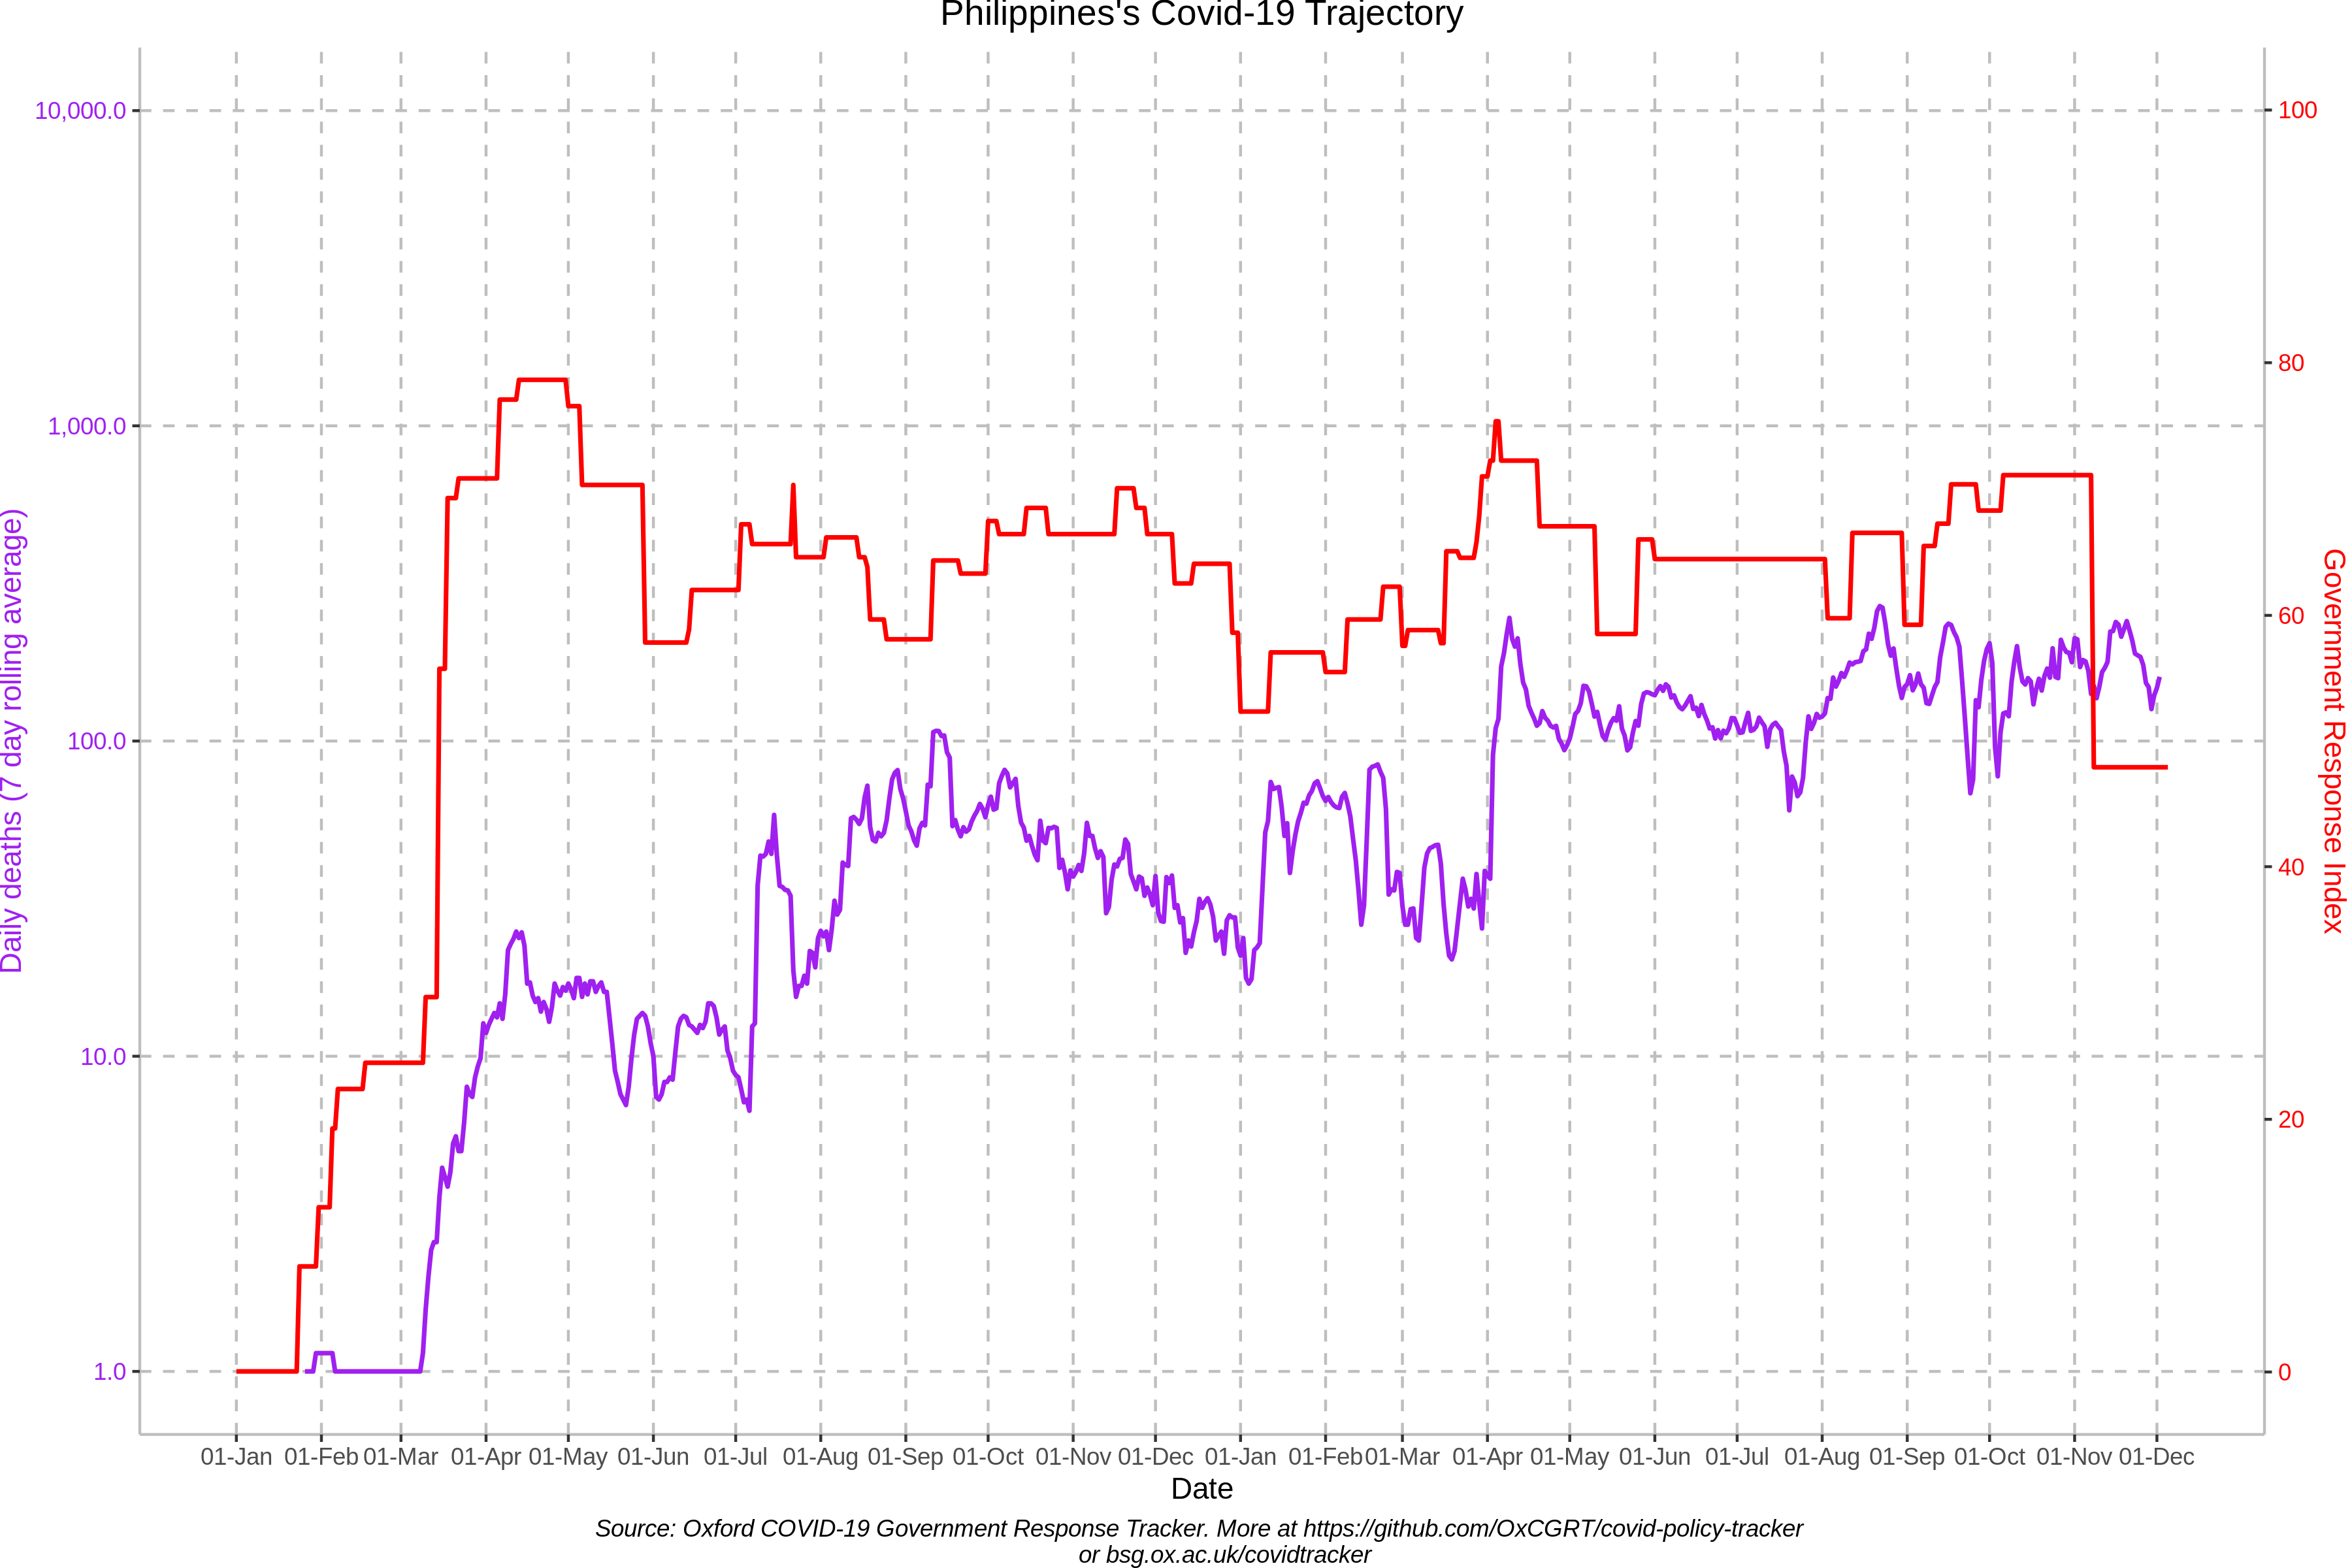 Philippines's Covid-19 Trajectory
10,000.0
1,000.0
100.0
10.0
1.0
Daily deaths (7 day rolling average)
100
80
60
40
20
0
Government Response Index
01-Jan 01-Feb 01-Mar 01-Apr 01-May 01-Jun 01-Jul 01-Aug 01-Sep 01-Oct 01-Nov 01-Dec 01-Jan 01-Feb 01-Mar 01-Apr 01-May 01-Jun 01-Jul 01-Aug 01-Sep 01-Oct 01-Nov 01-Dec
Date
Source: Oxford COVID-19 Government Response Tracker. More at https://github.com/OxCGRT/covid-policy-tracker
or bsg.ox.ac.uk/covidtracker